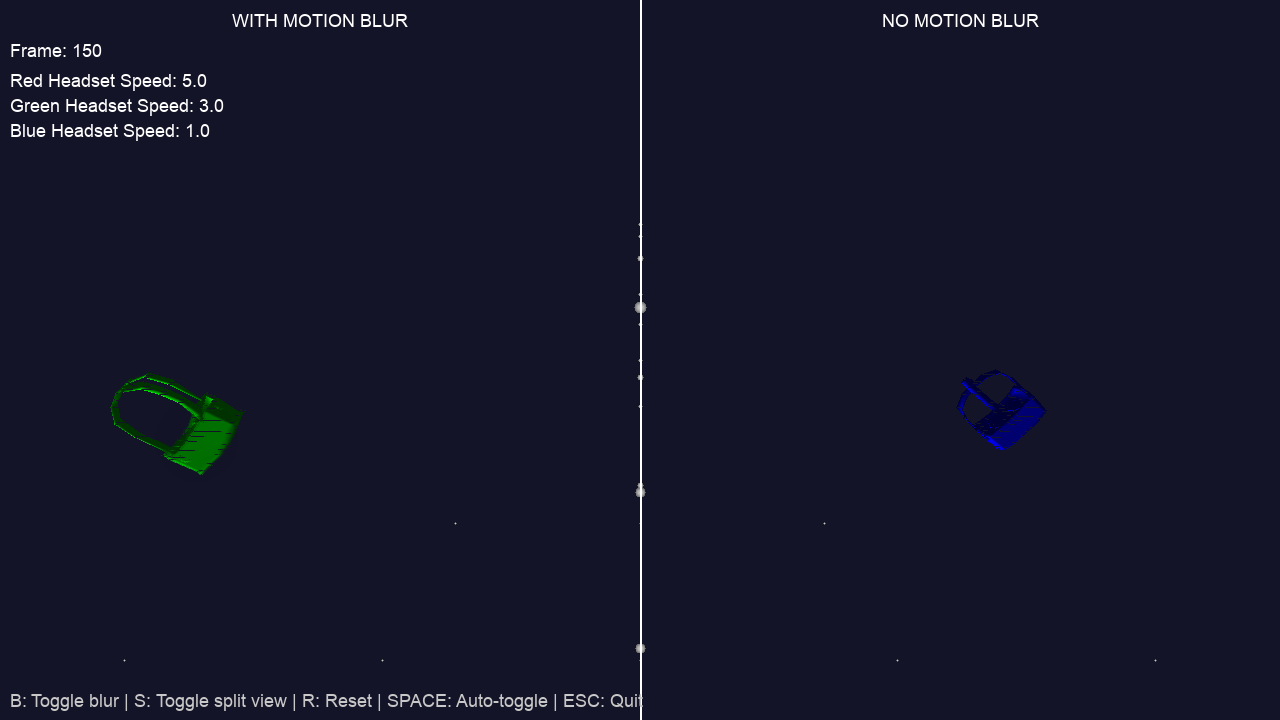 WITH MOTION BLUR
NO MOTION BLUR
Frame: 150
Red Headset Speed: 5.0
Green Headset Speed: 3.0
Blue Headset Speed: 1.0
B: Toggle blur | S: Toggle split view | R: Reset | SPACE: Auto-toggle | ESC: Quit